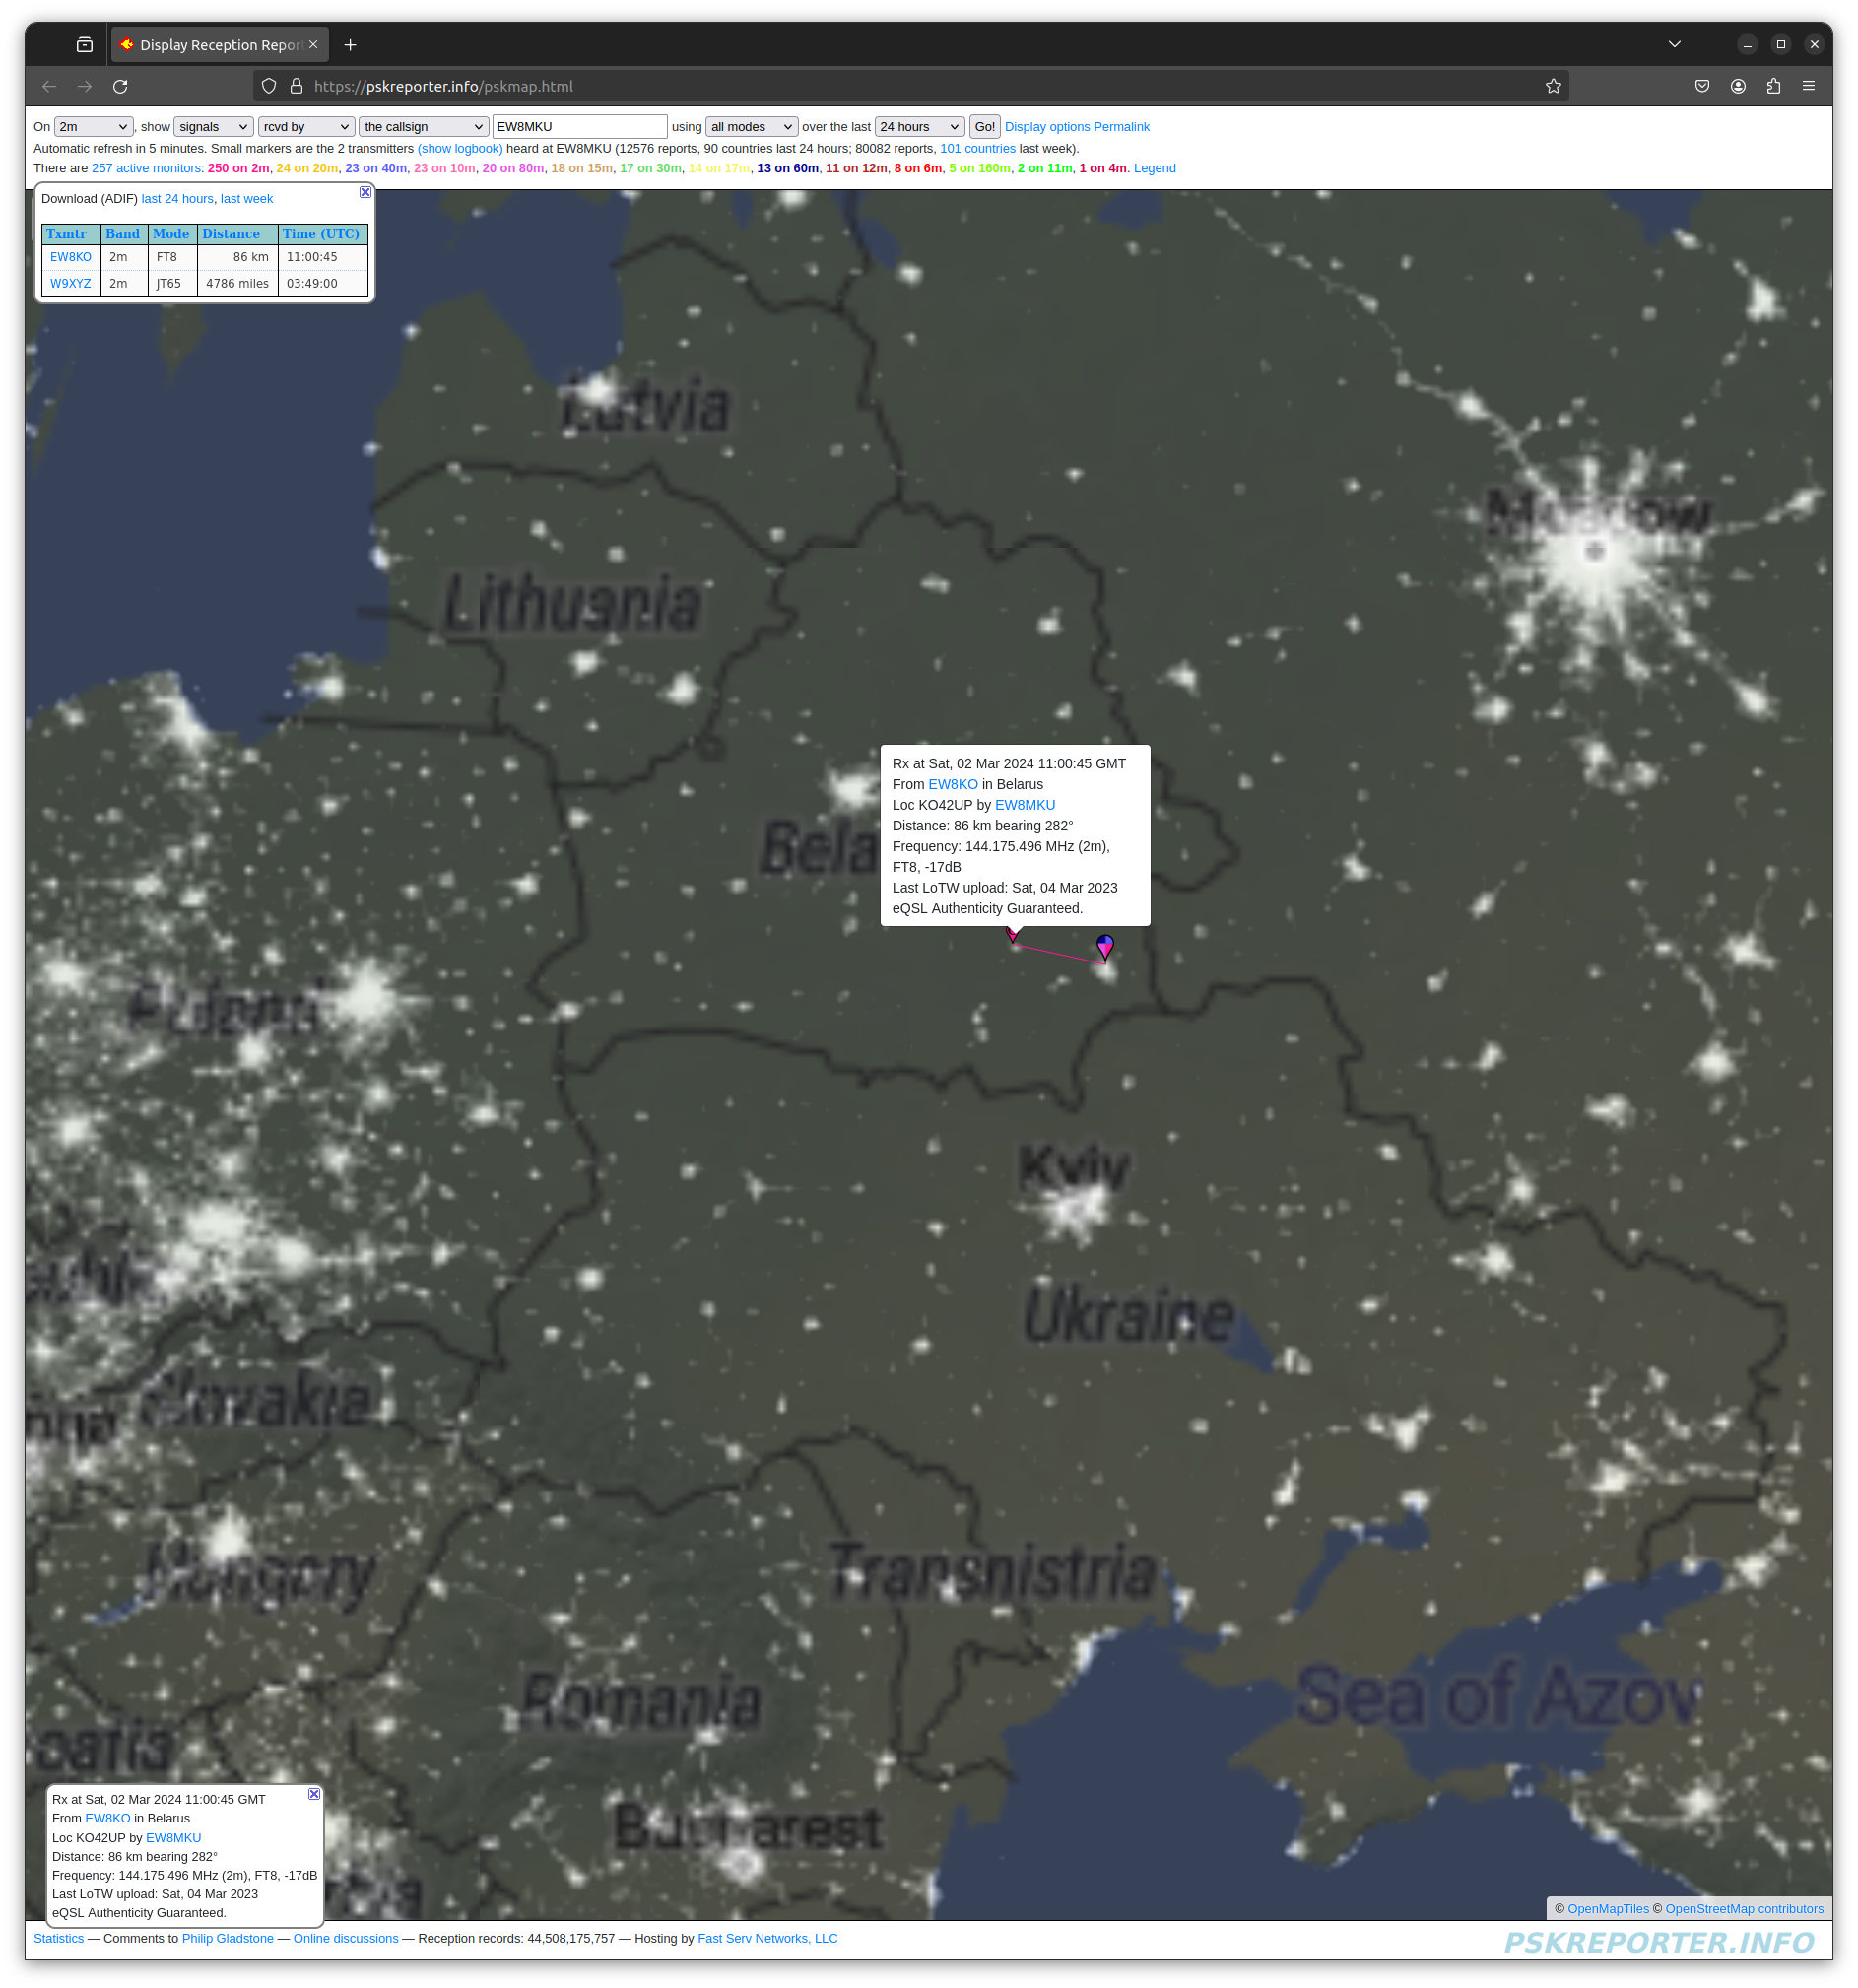 Display Reception Repor
https://pskreporter.info/pskmap.html
On 2m, show signals rcvd by the callsign EW8MKU using all modes over the last 24 hours Go! Display options Permalink
Automatic refresh in 5 minutes. Small markers are the 2 transmitters (show logbook) heard at EW8MKU (12576 reports, 90 countries last 24 hours; 80082 reports, 101 countries last week).
There are 257 active monitors: 250 on 2m, 24 on 20m, 23 on 40m, 23 on 10m, 20 on 80m, 18 on 15m, 17 on 30m, 14 on 17m, 13 on 60m, 11 on 12m, 8 on 6m, 5 on 160m, 2 on 11m, 1 on 4m. Legend
Download (ADIF) last 24 hours, last week
Txmtr Band Mode Distance Time (UTC)
EW8KO 2m FT8 86 km 11:00:45
W9XYZ 2m JT65 4786 miles 03:49:00
Latvia
Moscow
Lithuania
Rx at Sat, 02 Mar 2024 11:00:45 GMT
From EW8KO in Belarus
Loc KO42UP by EW8MKU
Distance: 86 km bearing 282°
Frequency: 144.175.496 MHz (2m),
FT8, -17dB
Last LoTW upload: Sat, 04 Mar 2023
eQSL Authenticity Guaranteed.
Bela
Poland
Kyiv
Ukraine
Slovakia
Hungary
Transnistria
Romania
Sea of Azov
oatia
Bucharest
Rx at Sat, 02 Mar 2024 11:00:45 GMT
From EW8KO in Belarus
Loc KO42UP by EW8MKU
Distance: 86 km bearing 282°
Frequency: 144.175.496 MHz (2m), FT8, -17dB
Last LoTW upload: Sat, 04 Mar 2023
eQSL Authenticity Guaranteed.
© OpenMapTiles © OpenStreetMap contributors
Statistics — Comments to Philip Gladstone — Online discussions — Reception records: 44,508,175,757 — Hosting by Fast Serv Networks, LLC
PSKREPORTER.INFO